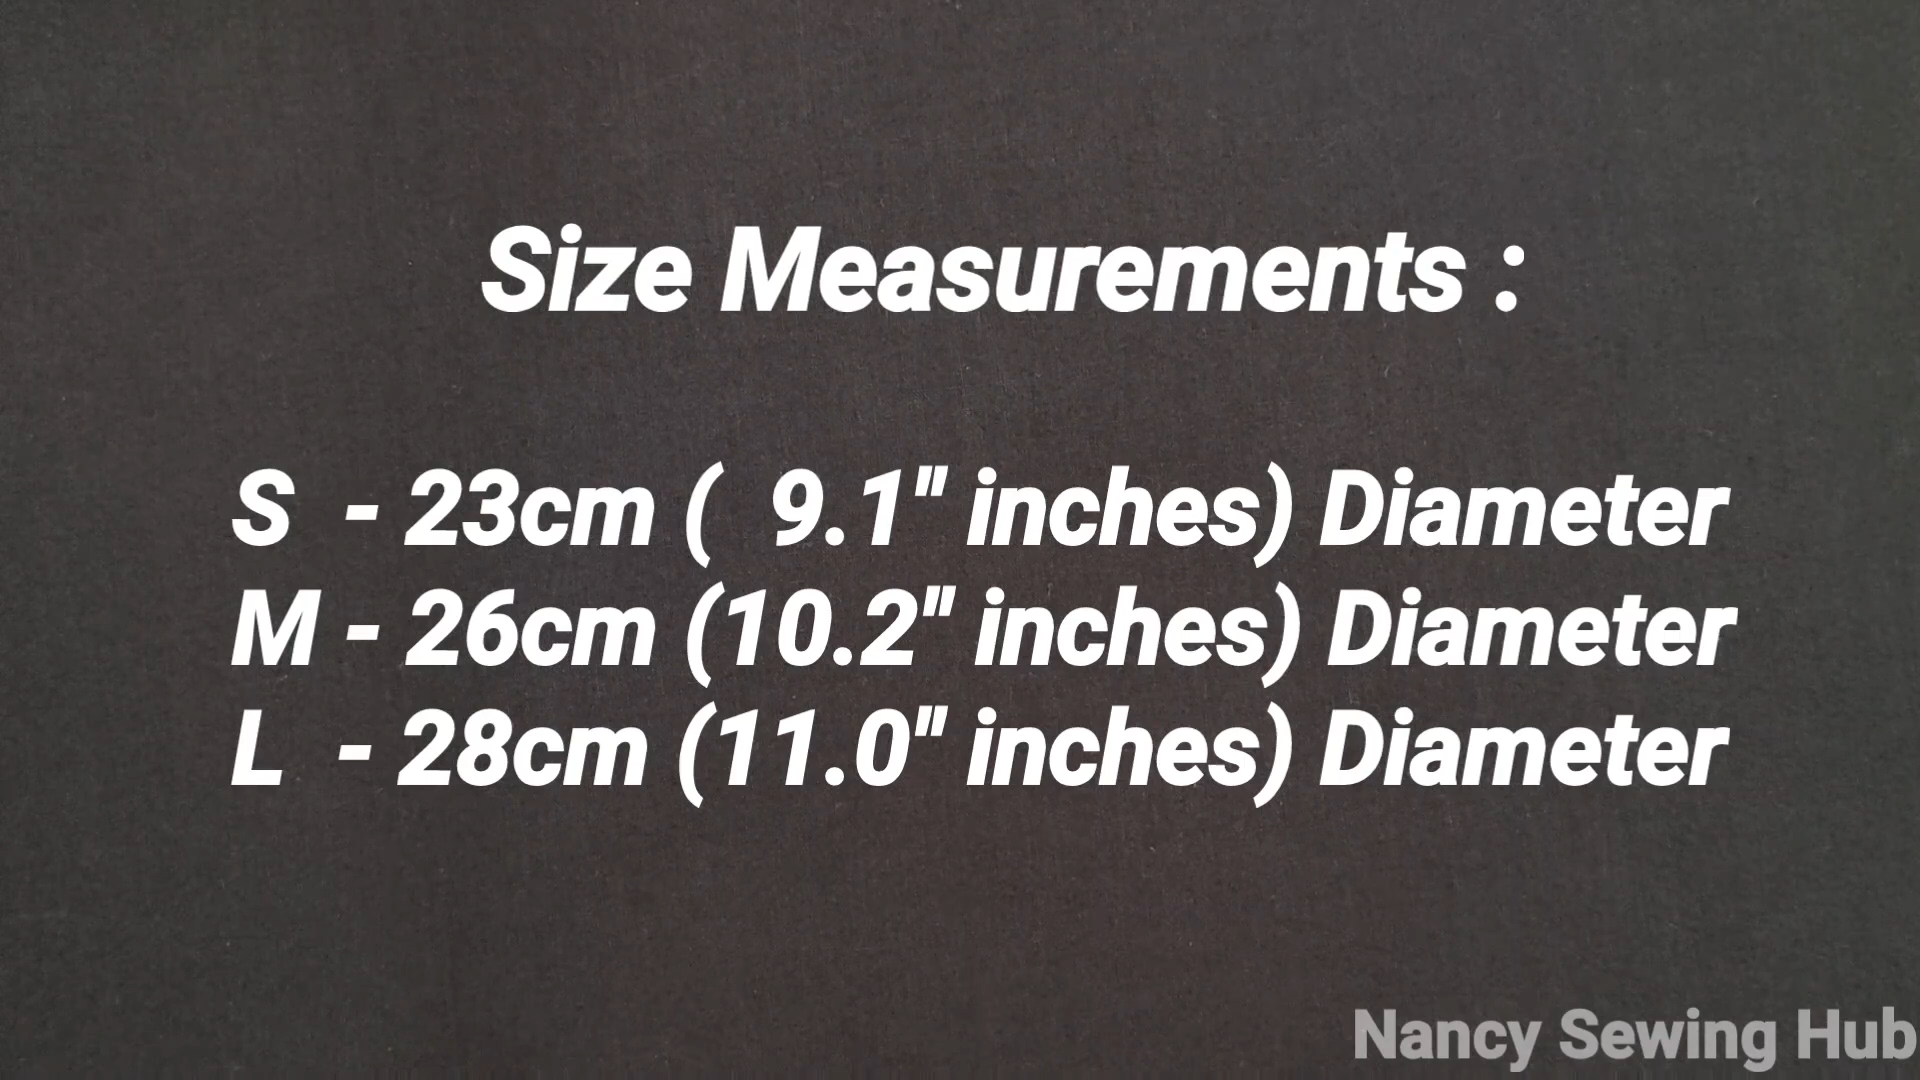 Size Measurements :
S - 23cm ( 9.1" inches) Diameter
M - 26cm (10.2" inches) Diameter
L - 28cm (11.0" inches) Diameter
Nancy Sewing Hub